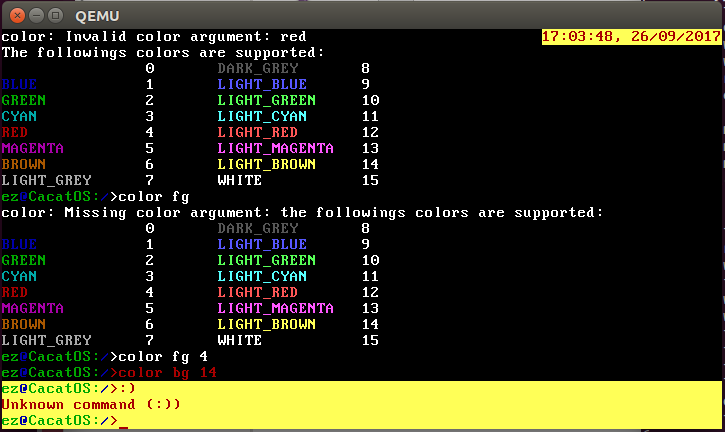 QEMU
color: Invalid color argument: red 17:03:48, 26/09/2017
The followings colors are supported:
0 DARK_GREY 8
BLUE 1 LIGHT_BLUE 9
GREEN 2 LIGHT_GREEN 10
CYAN 3 LIGHT_CYAN 11
RED 4 LIGHT_RED 12
MAGENTA 5 LIGHT_MAGENTA 13
BROWN 6 LIGHT_BROWN 14
LIGHT_GREY 7 WHITE 15
ez@CacatOS:/>color fg
color: Missing color argument: the followings colors are supported:
0 DARK_GREY 8
BLUE 1 LIGHT_BLUE 9
GREEN 2 LIGHT_GREEN 10
CYAN 3 LIGHT_CYAN 11
RED 4 LIGHT_RED 12
MAGENTA 5 LIGHT_MAGENTA 13
BROWN 6 LIGHT_BROWN 14
LIGHT_GREY 7 WHITE 15
ez@CacatOS:/>color fg 4
ez@CacatOS:/>color bg 14
ez@CacatOS:/>:)
Unknown command (:))
ez@CacatOS:/>_